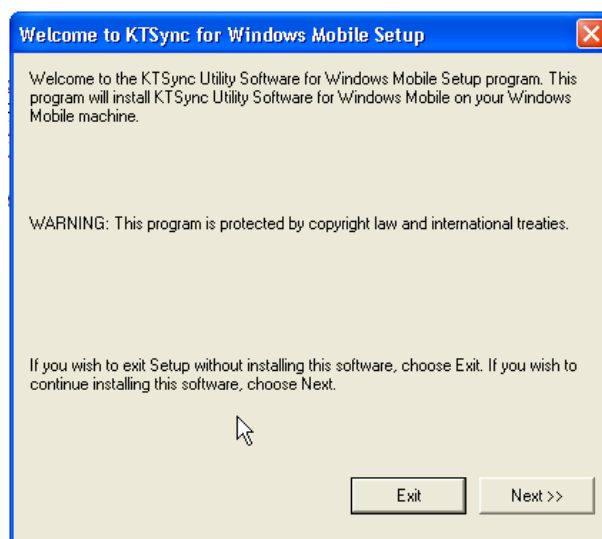 Welcome to KTSync for Windows Mobile Setup
Welcome to the KTSync Utility Software for Windows Mobile Setup program. This
program will install KTSync Utility Software for Windows Mobile on your Windows
Mobile machine.
WARNING: This program is protected by copyright law and international treaties.
If you wish to exit Setup without installing this software, choose Exit. If you wish to
continue installing this software, choose Next.
Exit
Next >>